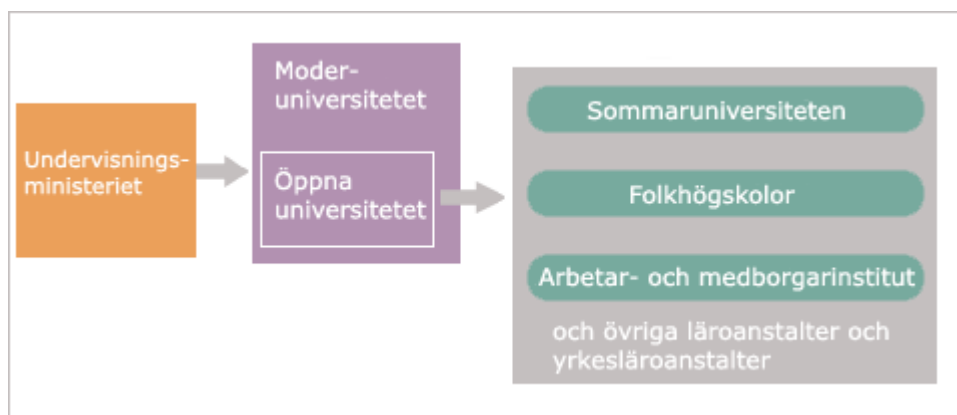 Undervisnings-
ministeriet
Moder-
universitetet
Öppna
universitetet
Sommaruniversiteten
Folkhögskolor
Arbetar- och medborgarinstitut
och övriga läroanstalter och
yrkesläroanstalter